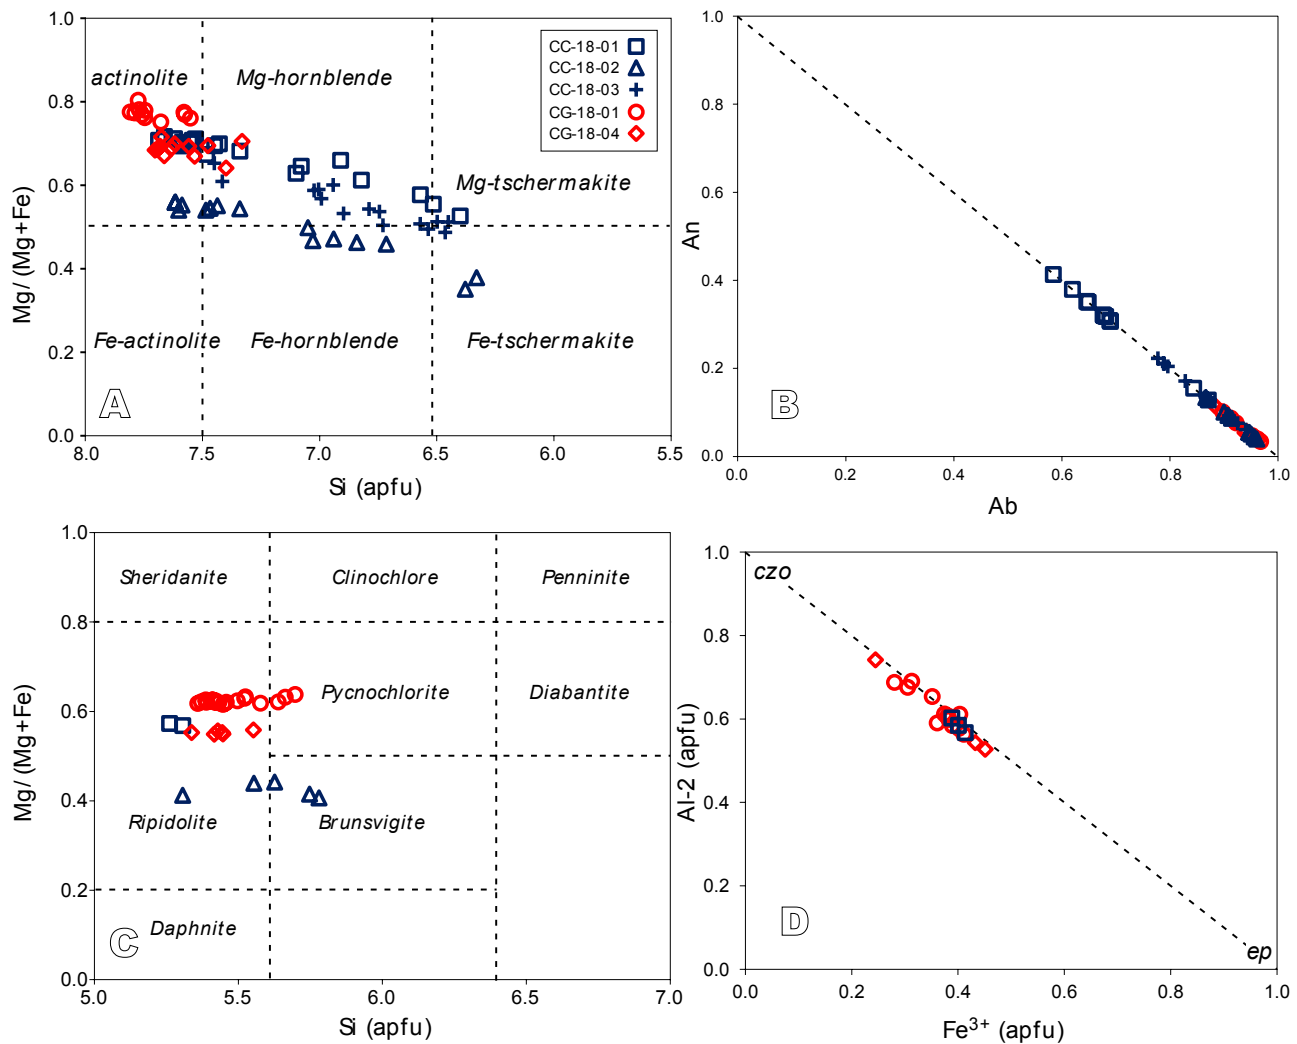 1.0
0.8
0.6
0.4
0.2
0.0
8.0
7.5
7.0
6.5
6.0
5.5
Mg/(Mg+Fe)
Si (apfu)
actinolite
Mg-hornblende
Mg-tschermakite
Fe-actinolite
Fe-hornblende
Fe-tschermakite
CC-18-01
CC-18-02
CC-18-03
CG-18-01
CG-18-04
A
1.0
0.8
0.6
0.4
0.2
0.0
0.0
0.2
0.4
0.6
0.8
1.0
An
Ab
B
1.0
0.8
0.6
0.4
0.2
0.0
5.0
5.5
6.0
6.5
7.0
Mg/(Mg+Fe)
Si (apfu)
Sheridanite
Clinochlore
Penninite
Pycnochlorite
Diabantite
Ripidolite
Brunsvigite
Daphnite
C
1.0
0.8
0.6
0.4
0.2
0.0
0.0
0.2
0.4
0.6
0.8
1.0
Al-2 (apfu)
Fe³⁺ (apfu)
czo
ep
D